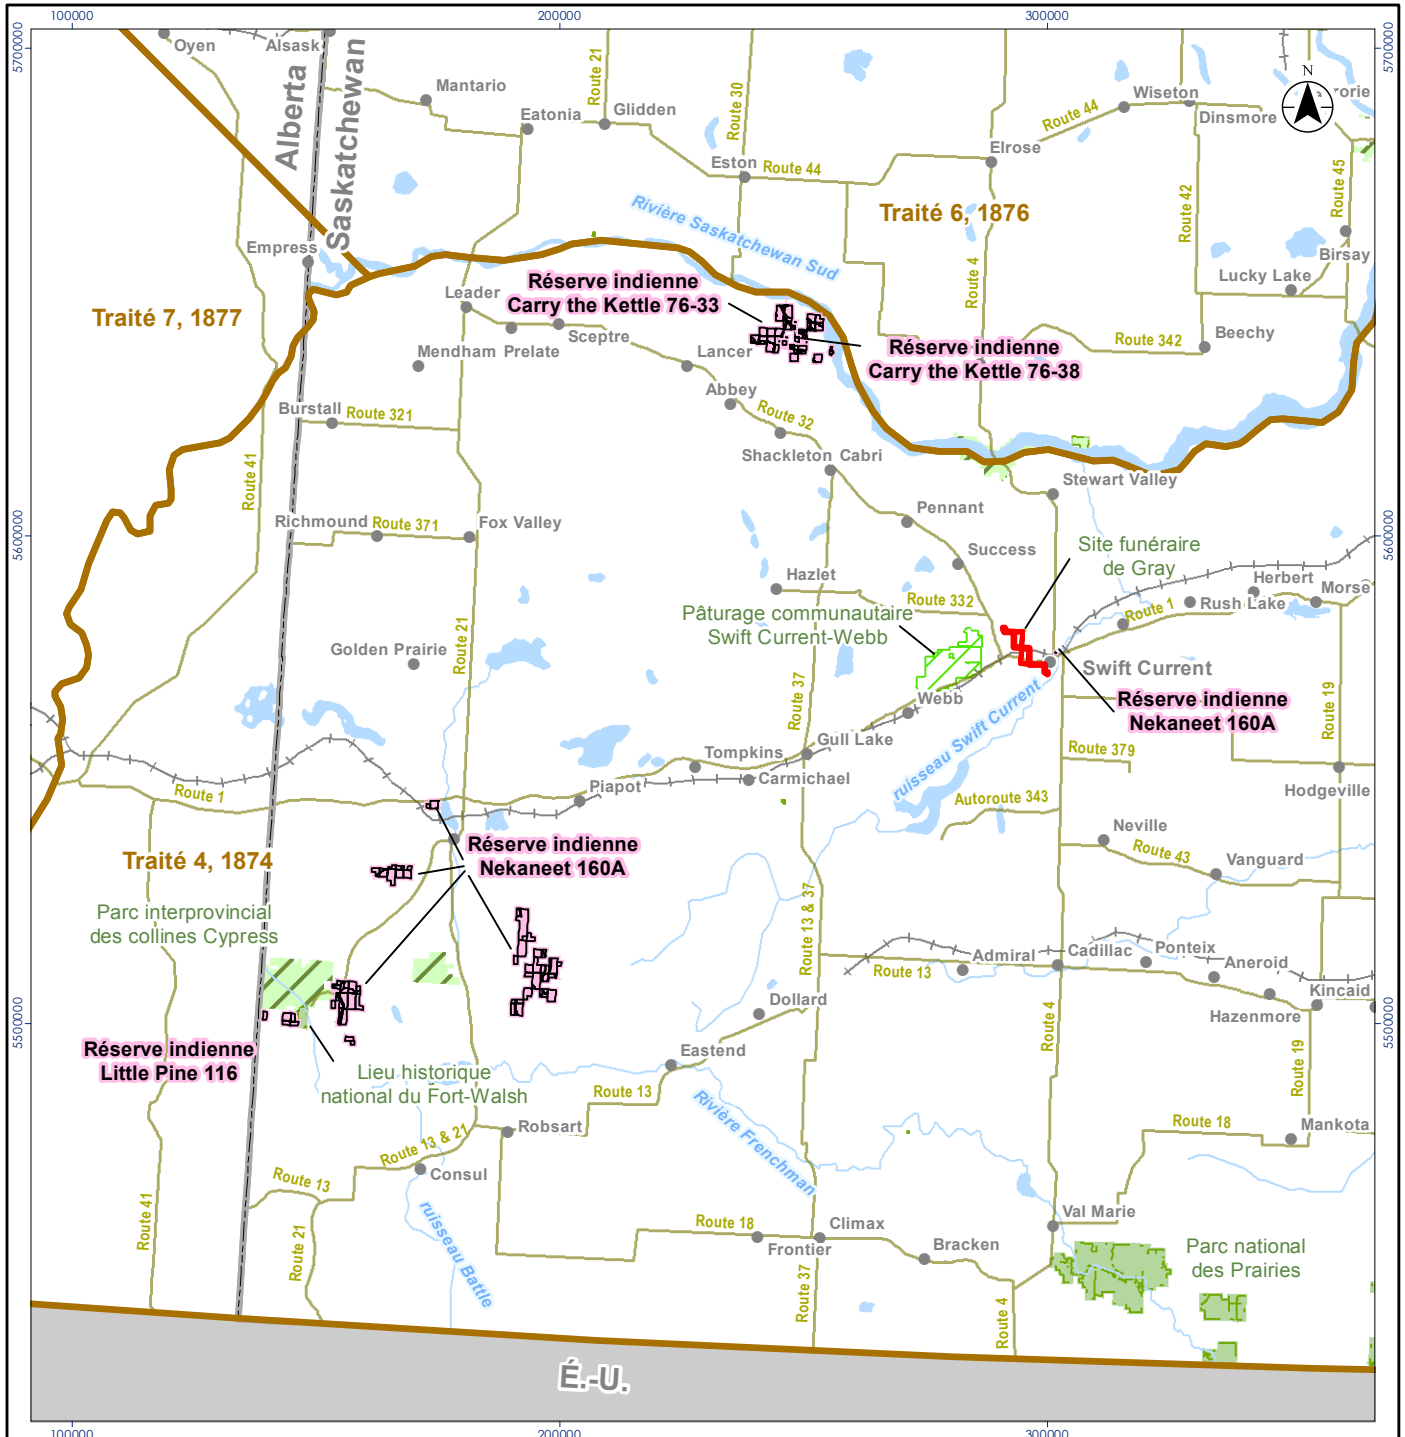 100000
200000
300000
5700000
5700000
Oyen
Alsask
Alberta
Saskatchewan
Mantario
Route 21
Glidden
Eatonia
Route 30
Eston
Route 44
Route 44
Wiseton
Dinsmore
orie
N
Elrose
Route 42
Route 45
Rivière Saskatchewan Sud
Traité 6, 1876
Empress
Birsay
Lucky Lake
Route 4
Réserve indienne
Carry the Kettle 76-33
Leader
Traité 7, 1877
Sceptre
Mendham
Prelate
Lancer
Réserve indienne
Carry the Kettle 76-38
Route 342
Beechy
Abbey
Burstall
Route 321
Route 32
Shackleton
Cabri
Route 41
Stewart Valley
Pennant
Richmound
Route 371
Fox Valley
5600000
5600000
Success
Site funéraire
de Gray
Hazlet
Route 332
Herbert
Morse
Rush Lake
Route 1
Pâturage communautaire
Swift Current-Webb
Golden Prairie
Route 21
Swift Current
Webb
Réserve indienne
Nekaneet 160A
Route 37
ruisseau Swift Current
Route 19
Gull Lake
Tompkins
Route 379
Carmichael
Piapot
Route 1
Autoroute 343
Hodgeville
Neville
Réserve indienne
Nekaneet 160A
Route 43
Vanguard
Traité 4, 1874
Parc interprovincial
des collines Cypress
Route 13 & 37
Route 13
Admiral
Cadillac
Ponteix
Aneroid
Kincaid
Hazenmore
Dollard
5500000
5500000
Réserve indienne
Little Pine 116
Lieu historique
national du Fort-Walsh
Eastend
Route 4
Route 19
Route 13
Robsart
Rivière Frenchman
Route 18
Mankota
Route 13 & 21
Consul
Route 13
Route 41
Route 21
ruisseau Battle
Route 18
Frontier
Climax
Route 37
Bracken
Route 4
Val Marie
Parc national
des Prairies
É.-U.
100000
200000
300000